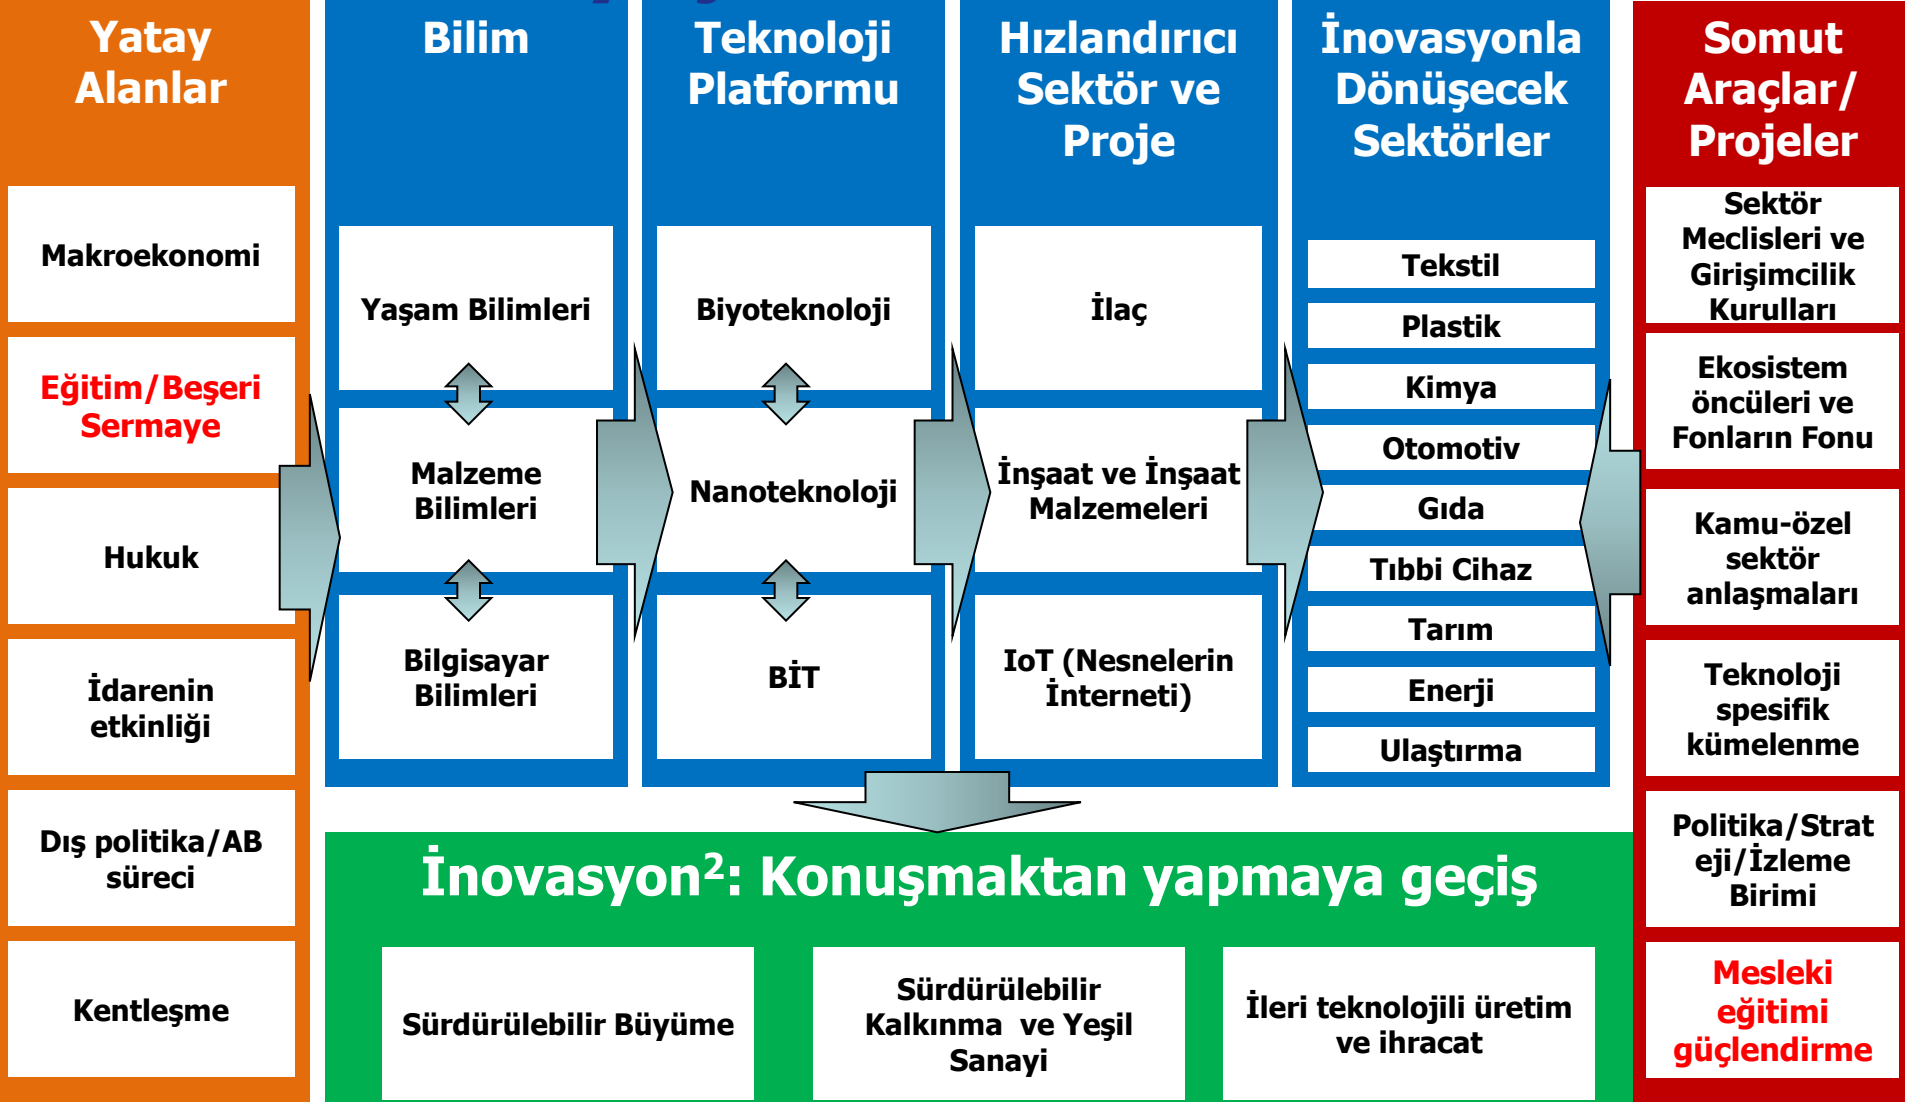 Yatay
Alanlar
Makroekonomi
Eğitim/Beşeri
Sermaye
Hukuk
İdarenin
etkinliği
Dış politika/AB
süreci
Kentleşme
Bilim
Yaşam Bilimleri
Malzeme
Bilimleri
Bilgisayar
Bilimleri
Teknoloji
Platformu
Biyoteknoloji
Nanoteknoloji
BİT
Hızlandırıcı
Sektör ve
Proje
İlaç
İnşaat ve İnşaat
Malzemeleri
IoT (Nesnelerin
İnterneti)
İnovasyonla
Dönüşecek
Sektörler
Tekstil
Plastik
Kimya
Otomotiv
Gıda
Tıbbi Cihaz
Tarım
Enerji
Ulaştırma
Somut
Araçlar/
Projeler
Sektör
Meclisleri ve
Girişimcilik
Kurulları
Ekosistem
öncüleri ve
Fonların Fonu
Kamu-özel
sektör
anlaşmaları
Teknoloji
spesifik
kümelenme
Politika/Strat
eji/İzleme
Birimi
Mesleki
eğitimi
güçlendirme
İnovasyon²: Konuşmaktan yapmaya geçiş
Sürdürülebilir Büyüme
Sürdürülebilir
Kalkınma ve Yeşil
Sanayi
İleri teknolojili üretim
ve ihracat